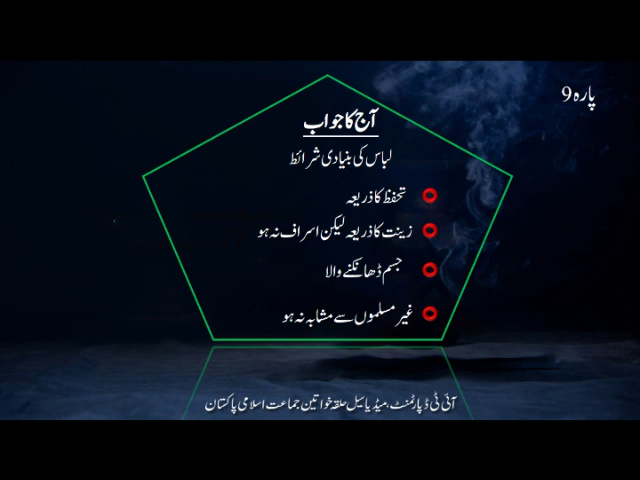 پارہ 9
آج کا جواب
لباس کی بنیادی شرائط
تحفظ کا ذریعہ
زینت کا ذریعہ لیکن اسراف نہ ہو
جسم ڈھانکنے والا
غیر مسلموں سے مشابہ نہ ہو
آئی ٹی ڈپارٹمنٹ، میڈیا سیل حلقہ خواتین جماعت اسلامی پاکستان